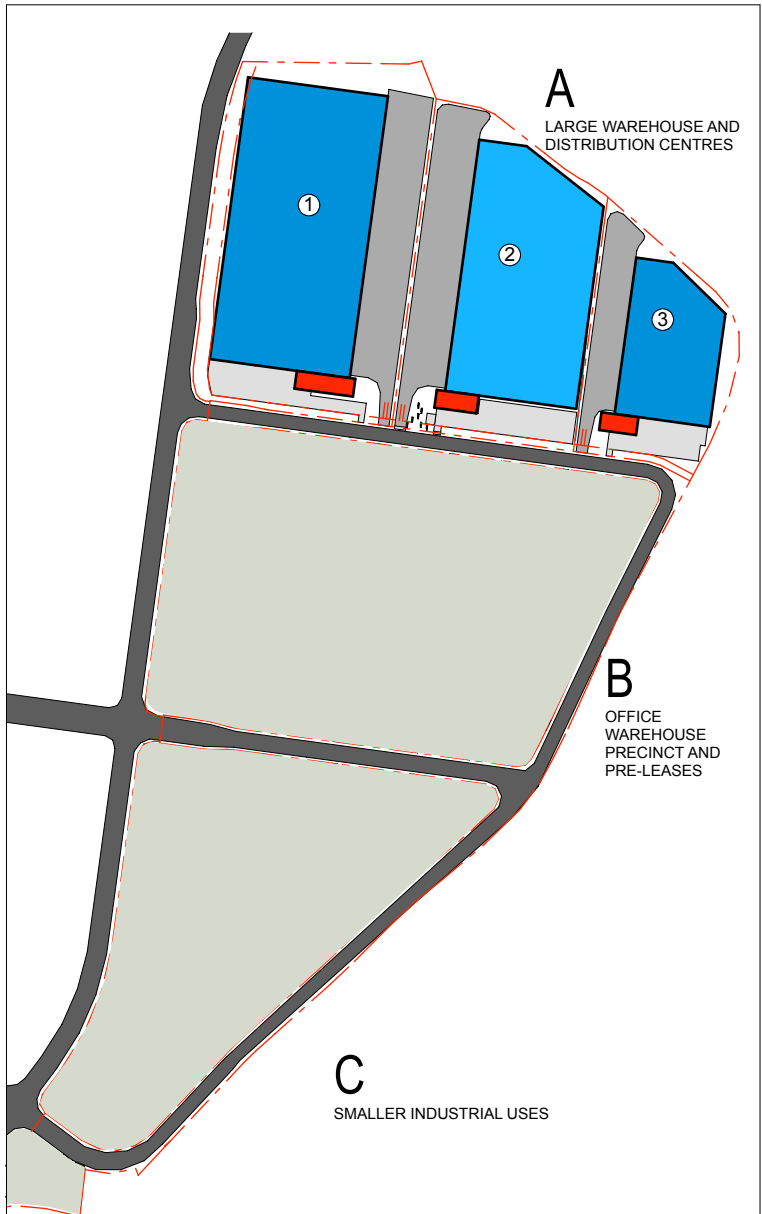 A
LARGE WAREHOUSE AND
DISTRIBUTION CENTRES
1
2
3
B
OFFICE
WAREHOUSE
PRECINCT AND
PRE-LEASES
C
SMALLER INDUSTRIAL USES